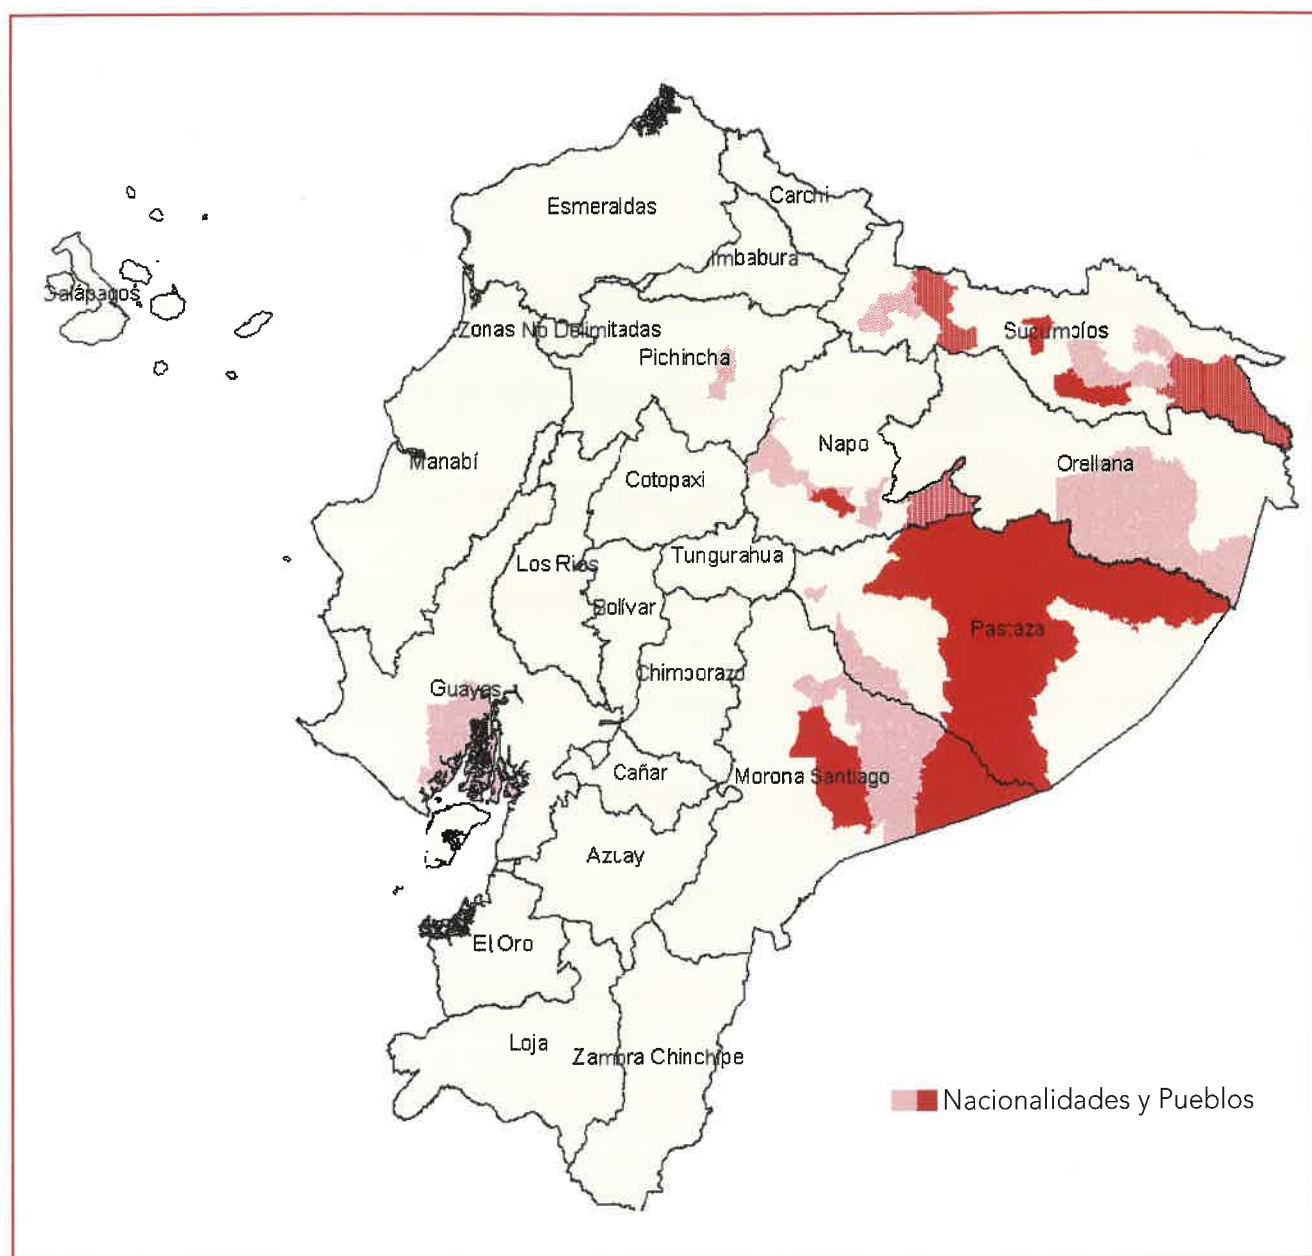 Carchi
Esmeraldas
Imbabura
Galápagos
Zonas No Delimitadas
Sucumbíos
Pichincha
Napo
Manabí
Orellana
Cotopaxi
Tungurahua
Los Rios
Bolívar
Pastaza
Chimborazo
Guayas
Cañar
Morona Santiago
Azuay
El Oro
Loja
Zamora Chinchipe
Nacionalidades y Pueblos